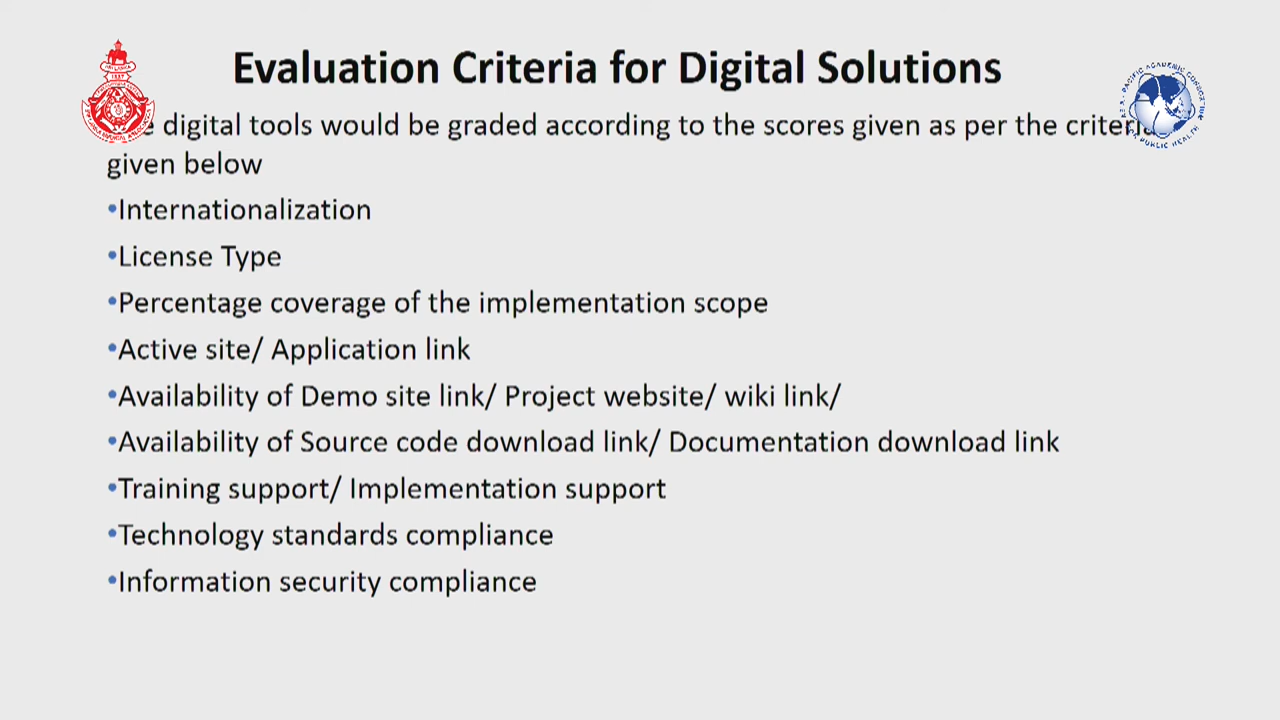 Evaluation Criteria for Digital Solutions
digital tools would be graded according to the scores given as per the criteria
given below
•Internationalization
•License Type
•Percentage coverage of the implementation scope
•Active site/ Application link
•Availability of Demo site link/ Project website/ wiki link/
•Availability of Source code download link/ Documentation download link
•Training support/ Implementation support
•Technology standards compliance
•Information security compliance